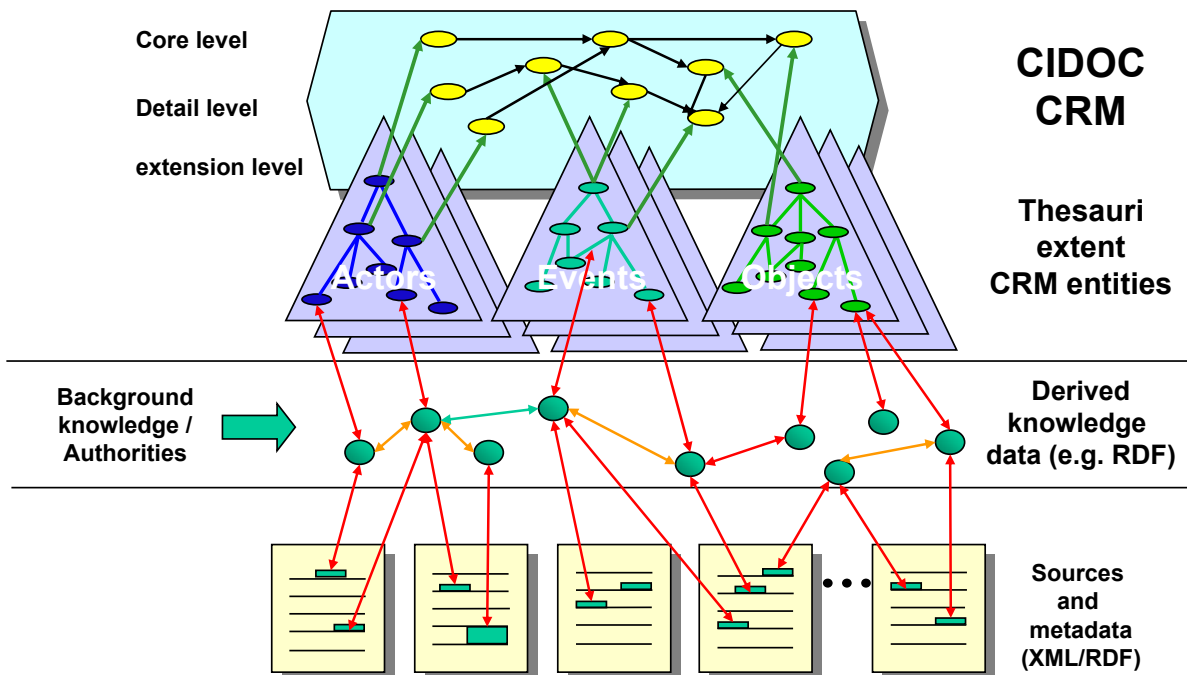 Core level
Detail level
extension level
CIDOC
CRM
Thesauri
extent
CRM entities
Actors
Events
Objects
Background
knowledge /
Authorities
Derived
knowledge
data (e.g. RDF)
Sources
and
metadata
(XML/RDF)